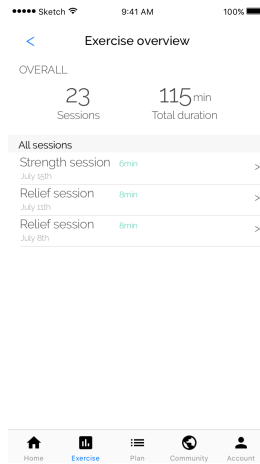 Sketch 9:41 AM 100%
< Exercise overview
OVERALL
23 115 min
Sessions Total duration
All sessions
Strength session 6min >
July 15th
Relief session 8min >
July 11th
Relief session 8min >
July 8th
Home Exercise Plan Community Account